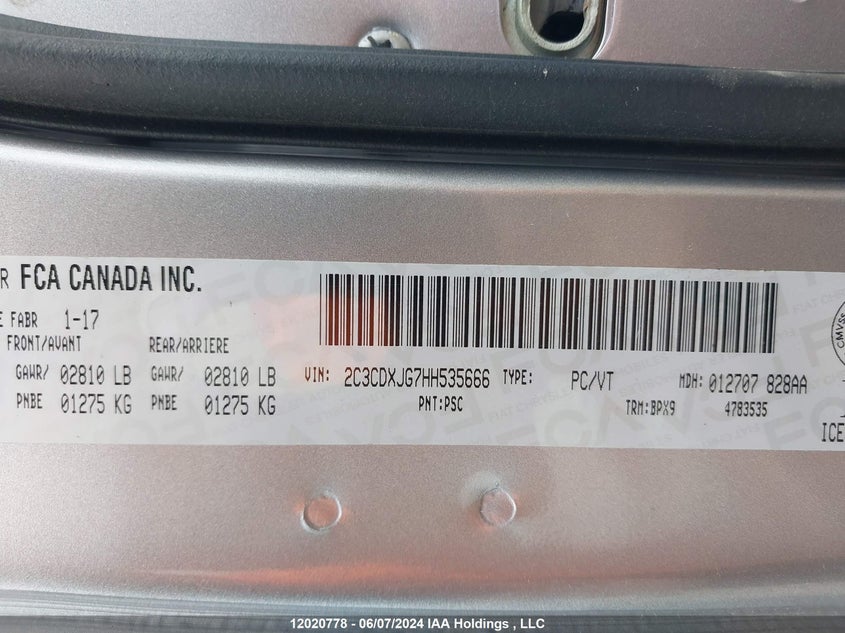 R FCA CANADA INC.
E FABR 1-17
FRONT/AVANT REAR/ARRIERE
GAWR/ 02810 LB GAWR/ 02810 LB
PNBE 01275 KG PNBE 01275 KG
VIN: 2C3CDXJG7HH535666 TYPE: PC/VT MDH: 012707 828AA
PNT:PSC TRM:BPX9 4783535
CMVSS
ICE
12020778 - 06/07/2024 IAA Holdings , LLC